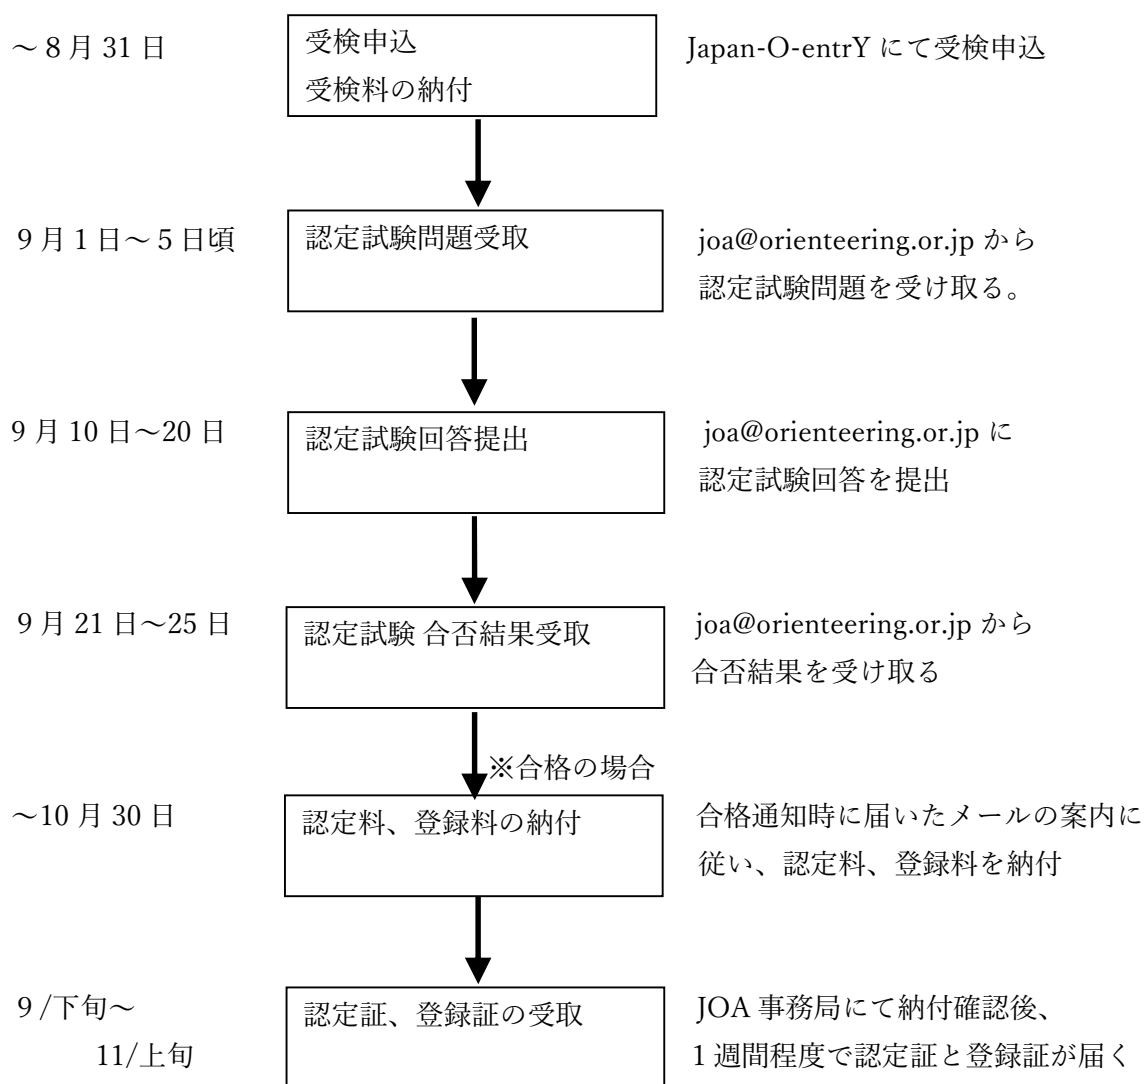 ～8月31日
受検申込
受検料の納付
Japan-O-entrY にて受検申込
9月1日～5日頃
認定試験問題受取
joa@orienteering.or.jp から
認定試験問題を受け取る。
9月10日～20日
認定試験回答提出
joa@orienteering.or.jp に
認定試験回答を提出
9月21日～25日
認定試験 合否結果受取
joa@orienteering.or.jp から
合否結果を受け取る
※合格の場合
～10月30日
認定料、登録料の納付
合格通知時に届いたメールの案内に
従い、認定料、登録料を納付
9/下旬～
11/上旬
認定証、登録証の受取
JOA 事務局にて納付確認後、
1週間程度で認定証と登録証が届く